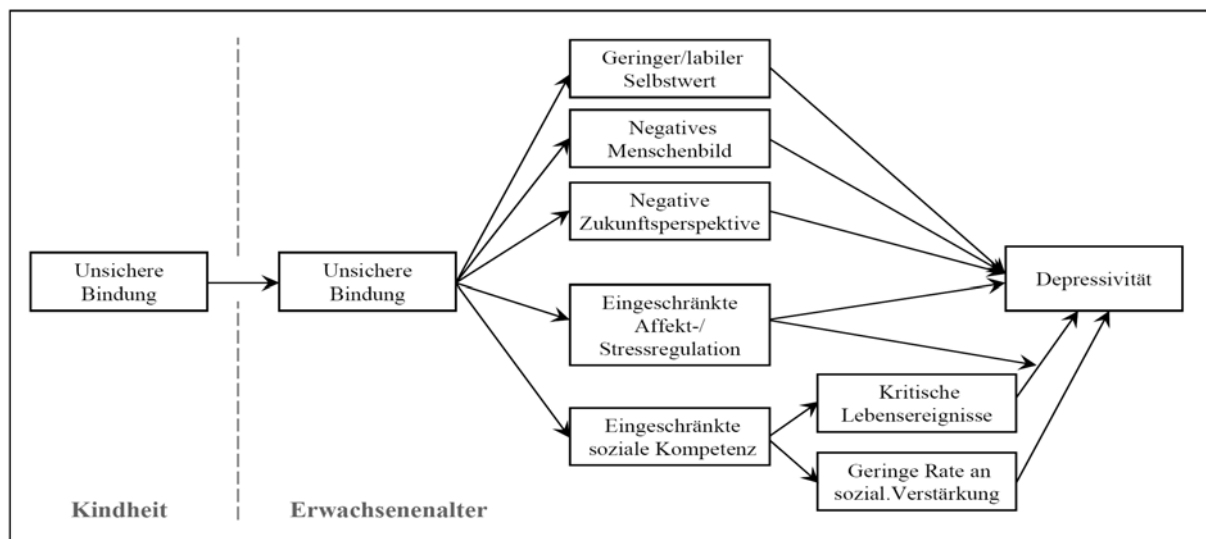 Geringer/labiler
Selbstwert
Negatives
Menschenbild
Negative
Zukunftsperspektive
Unsichere
Bindung
Unsichere
Bindung
Eingeschränkte
Affekt-/
Stressregulation
Depressivität
Kritische
Lebensereignisse
Eingeschränkte
soziale Kompetenz
Geringe Rate an
sozial.Verstärkung
Kindheit
Erwachsenenalter